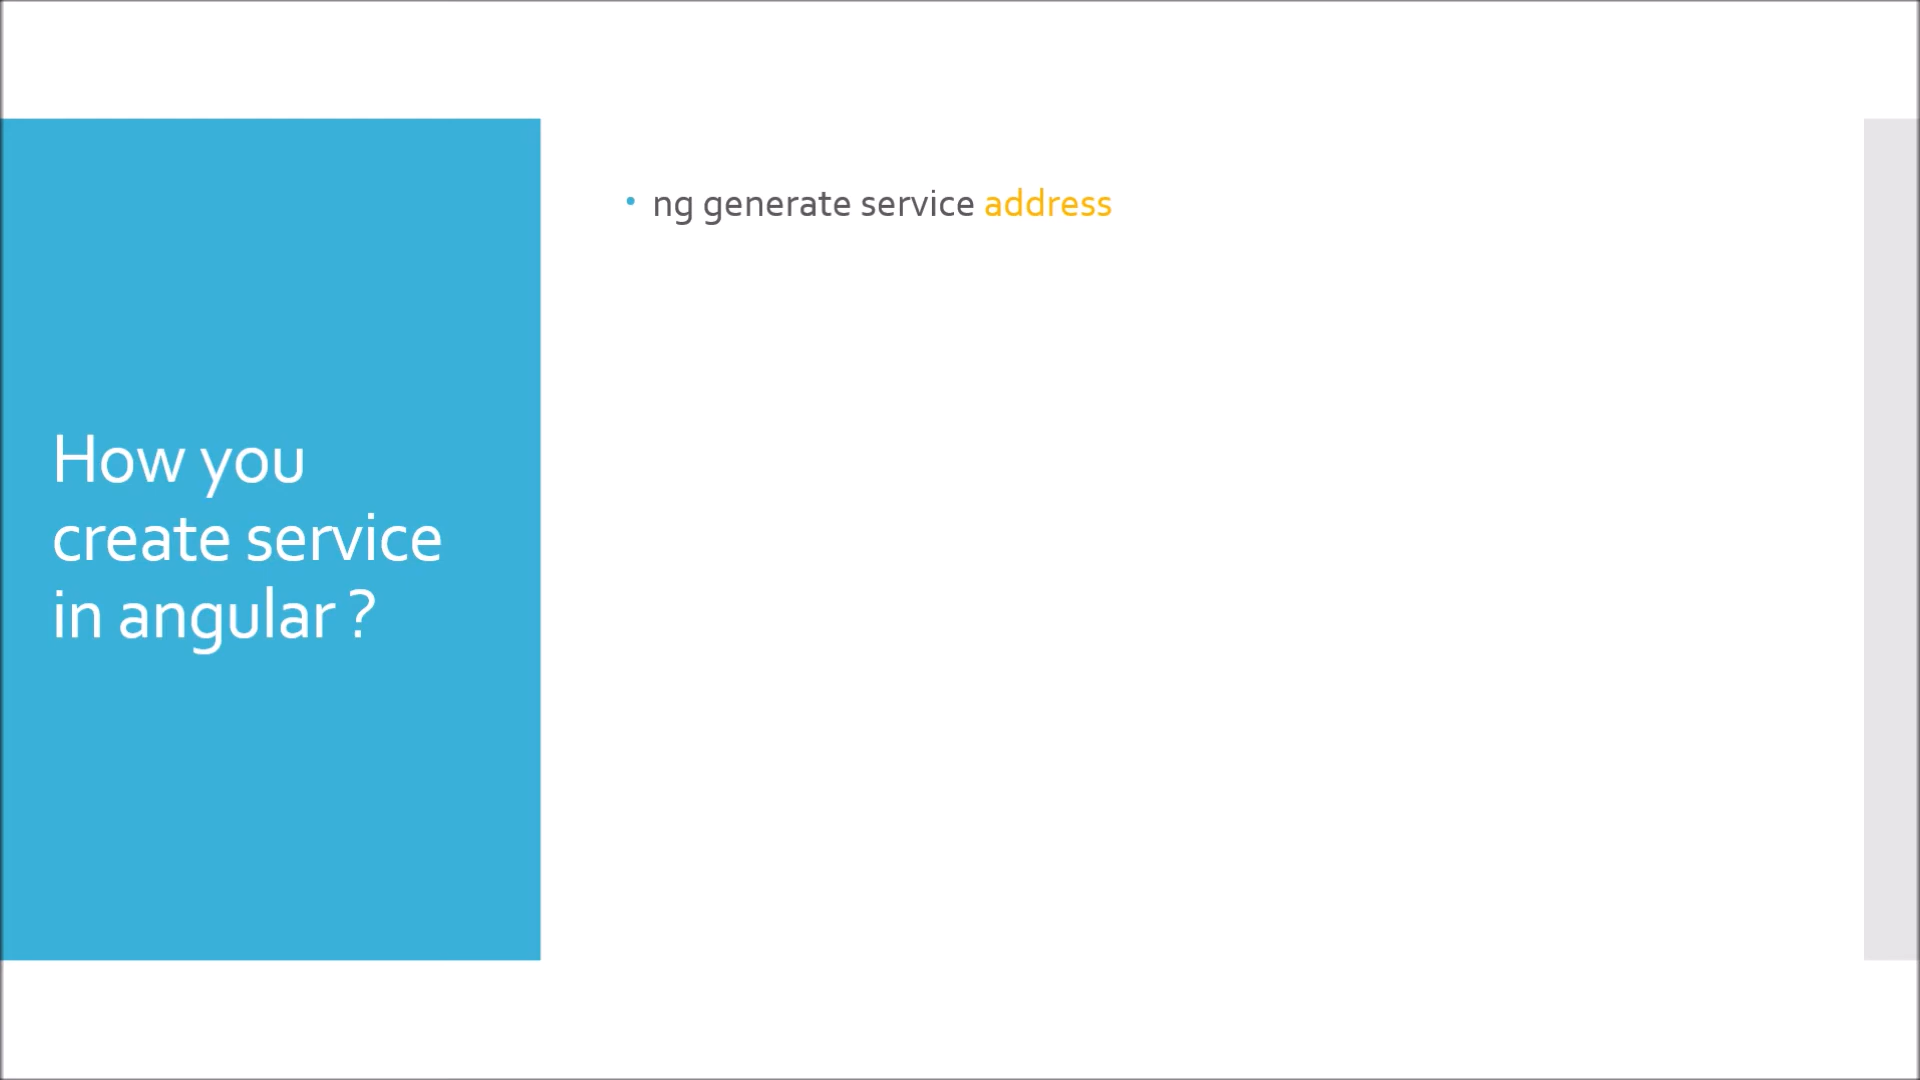 How you
create service
in angular ?
• ng generate service address